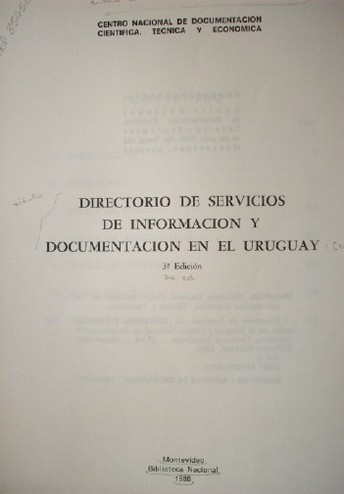 CENTRO NACIONAL DE DOCUMENTACION
CIENTIFICA, TECNICA Y ECONOMICA
DIRECTORIO DE SERVICIOS
DE INFORMACION Y
DOCUMENTACION EN EL URUGUAY
3ª Edición
Montevideo
Biblioteca Nacional
1988